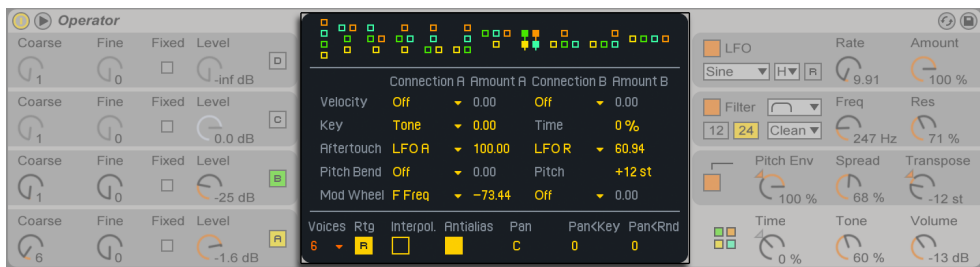 Operator
Coarse Fine Fixed Level
1 0 -inf dB D
Coarse Fine Fixed Level
1 0 0.0 dB C
Coarse Fine Fixed Level
1 0 -25 dB B
Coarse Fine Fixed Level
6 0 -1.6 dB A
Connection A Amount A Connection B Amount B
Velocity Off 0.00 Off 0.00
Key Tone 0.00 Time 0 %
Aftertouch LFO A 100.00 LFO R 60.94
Pitch Bend Off 0.00 Pitch +12 st
Mod Wheel F Freq -73.44 Off 0.00
Voices Rtg Interpol. Antialias Pan Pan<Key Pan<Rnd
6 R C 0 0
LFO Rate Amount
Sine H R 9.91 100 %
Filter Freq Res
12 24 Clean 247 Hz 71 %
Pitch Env Spread Transpose
100 % 68 % -12 st
Time Tone Volume
0 % 60 % -13 dB